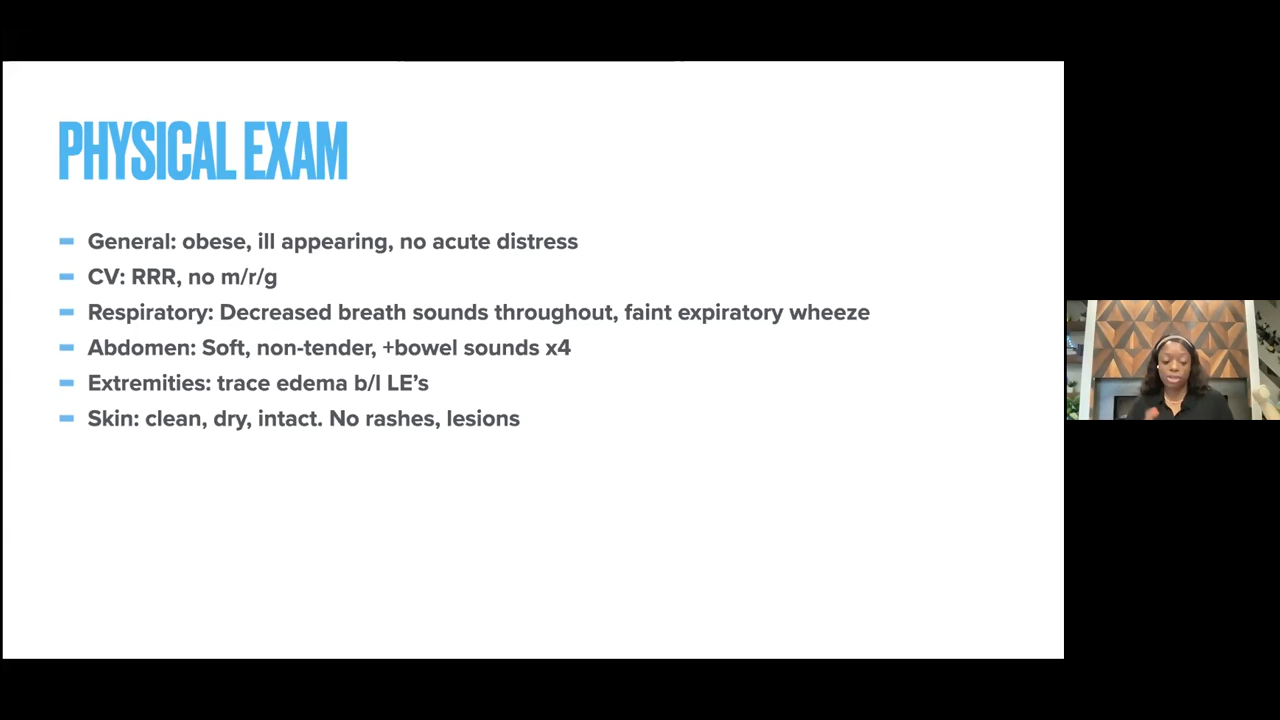 PHYSICAL EXAM
General: obese, ill appearing, no acute distress
CV: RRR, no m/r/g
Respiratory: Decreased breath sounds throughout, faint expiratory wheeze
Abdomen: Soft, non-tender, +bowel sounds x4
Extremities: trace edema b/l LE’s
Skin: clean, dry, intact. No rashes, lesions